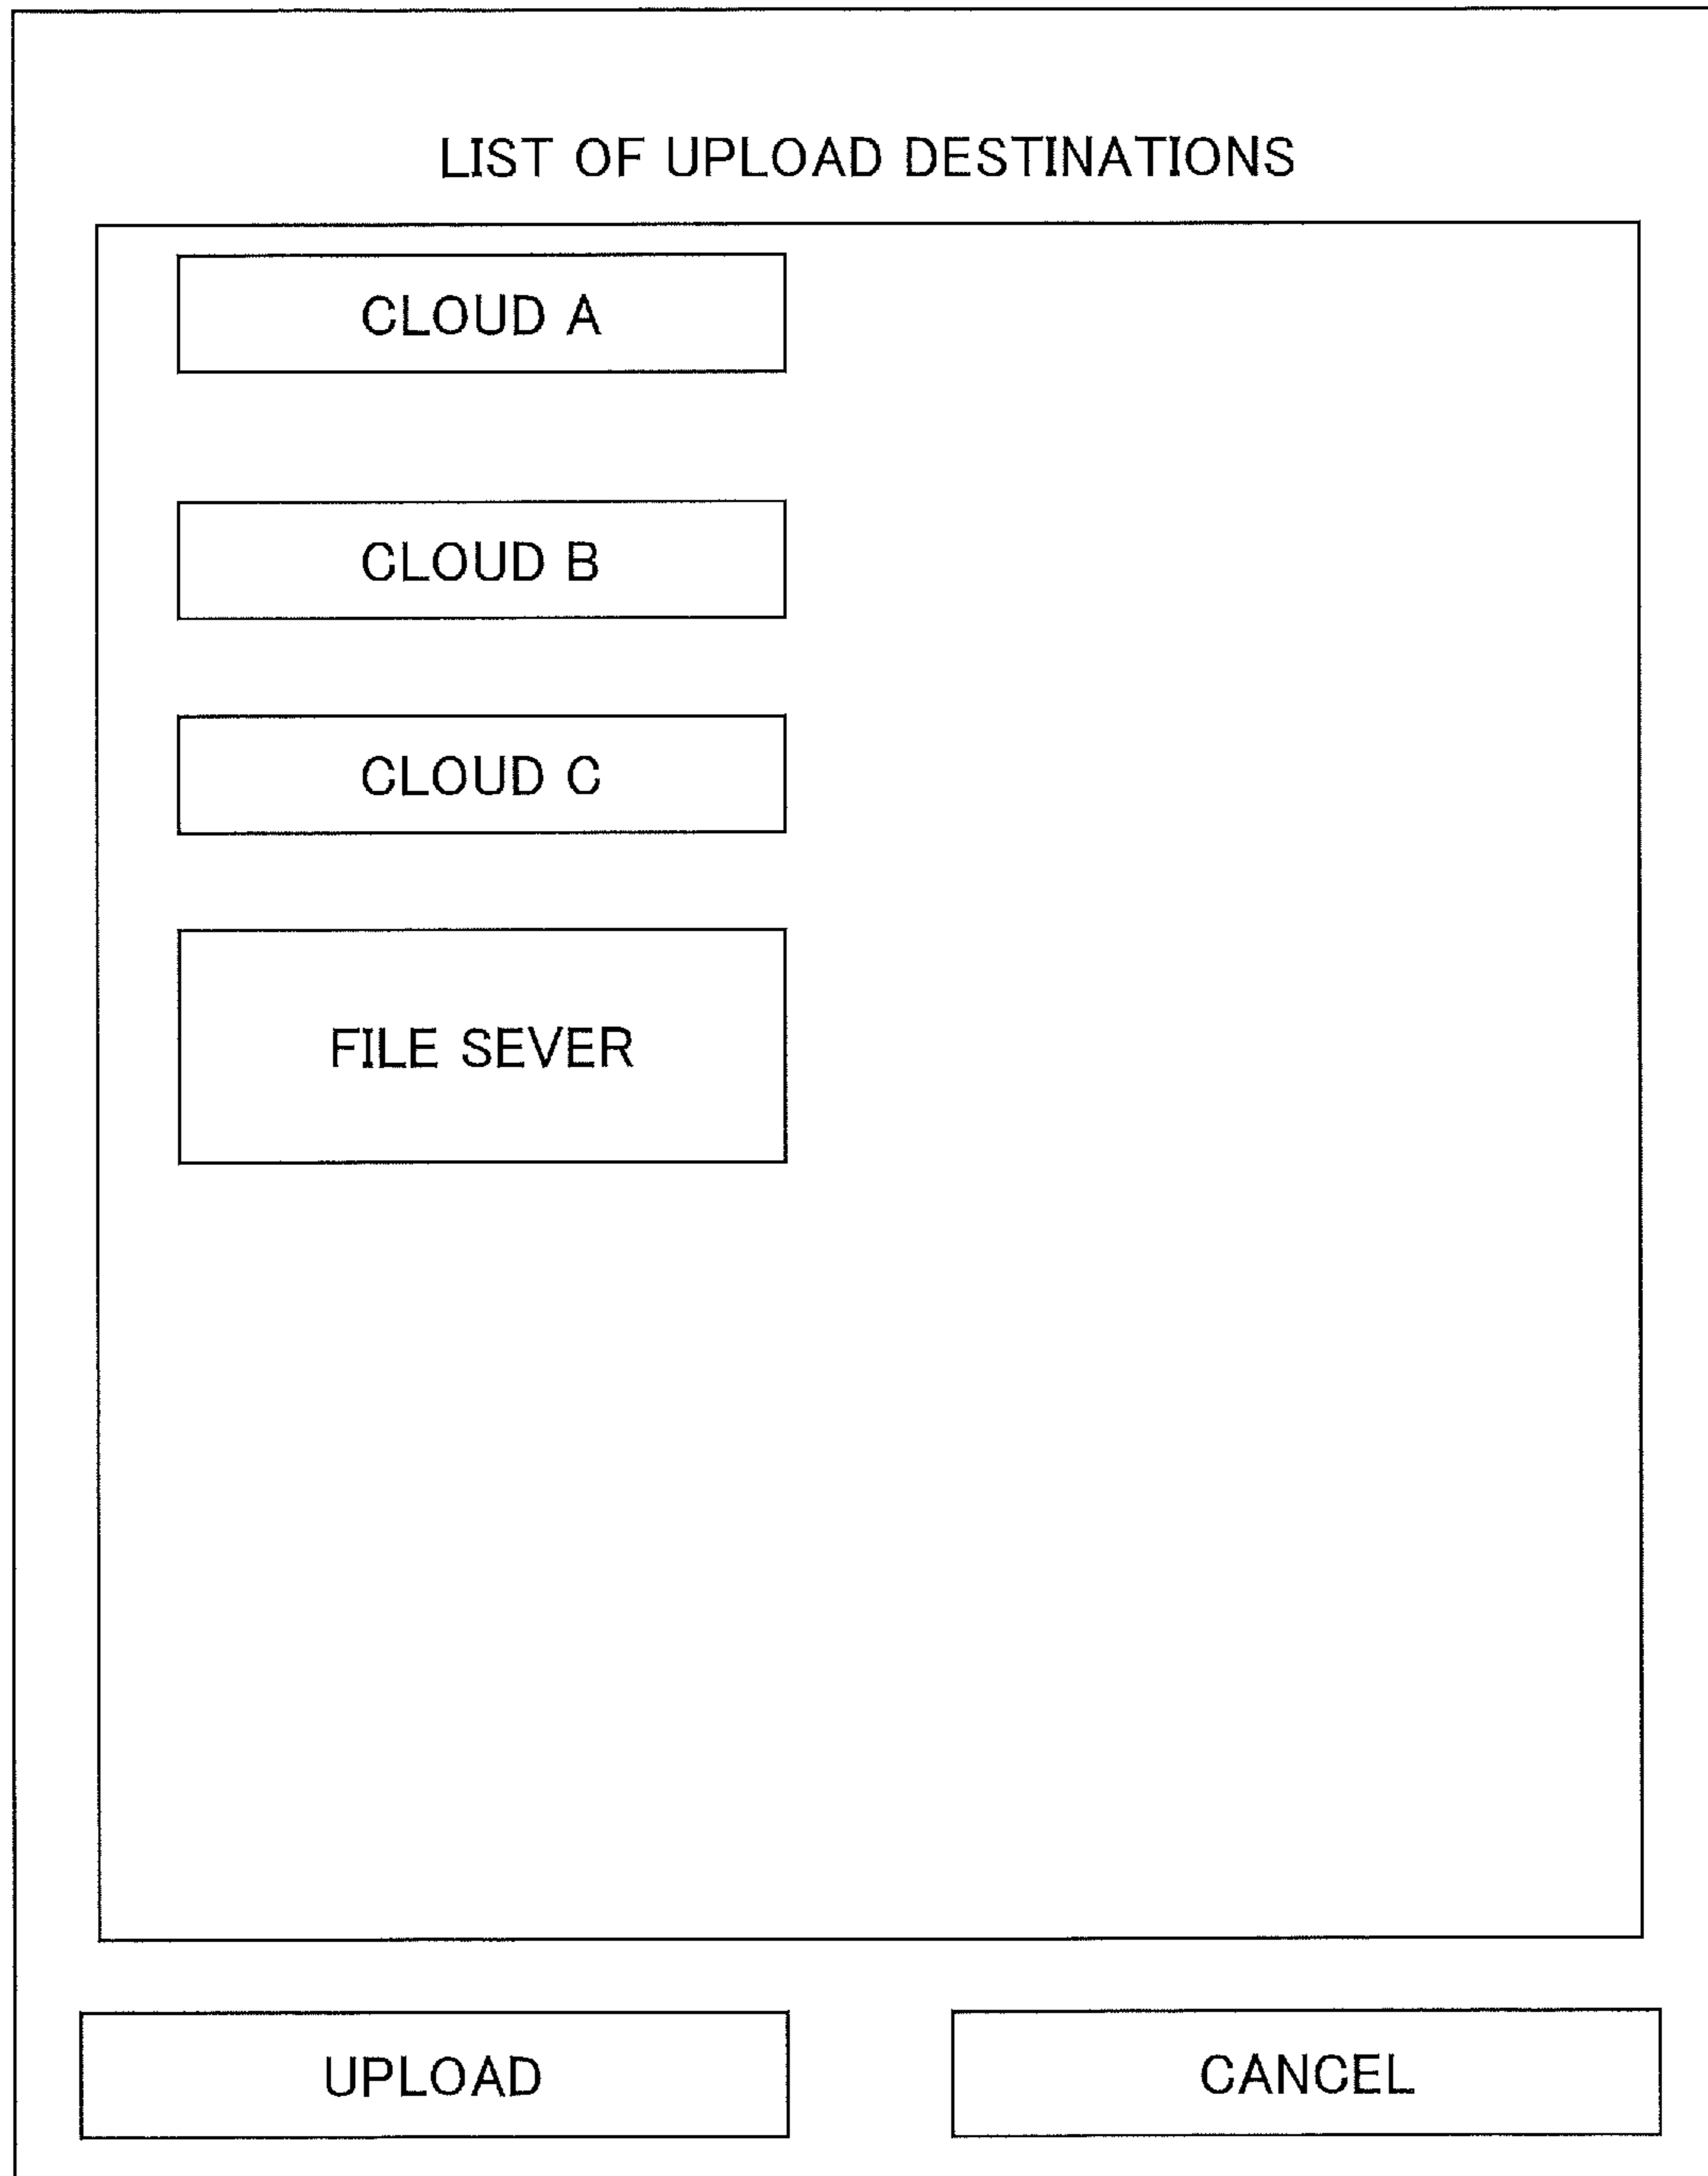 LIST OF UPLOAD DESTINATIONS
CLOUD A
CLOUD B
CLOUD C
FILE SEVER
UPLOAD
CANCEL